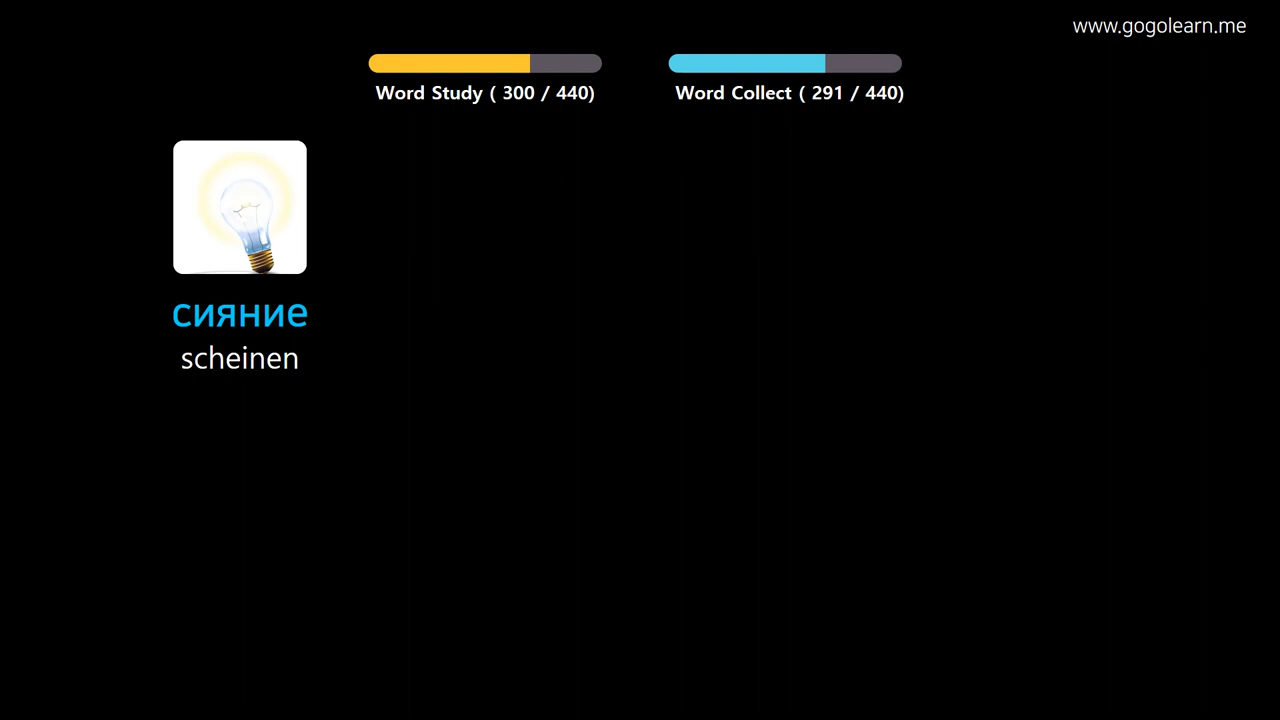 www.gogolearn.me
Word Study ( 300 / 440)
Word Collect ( 291 / 440)
сияние
scheinen